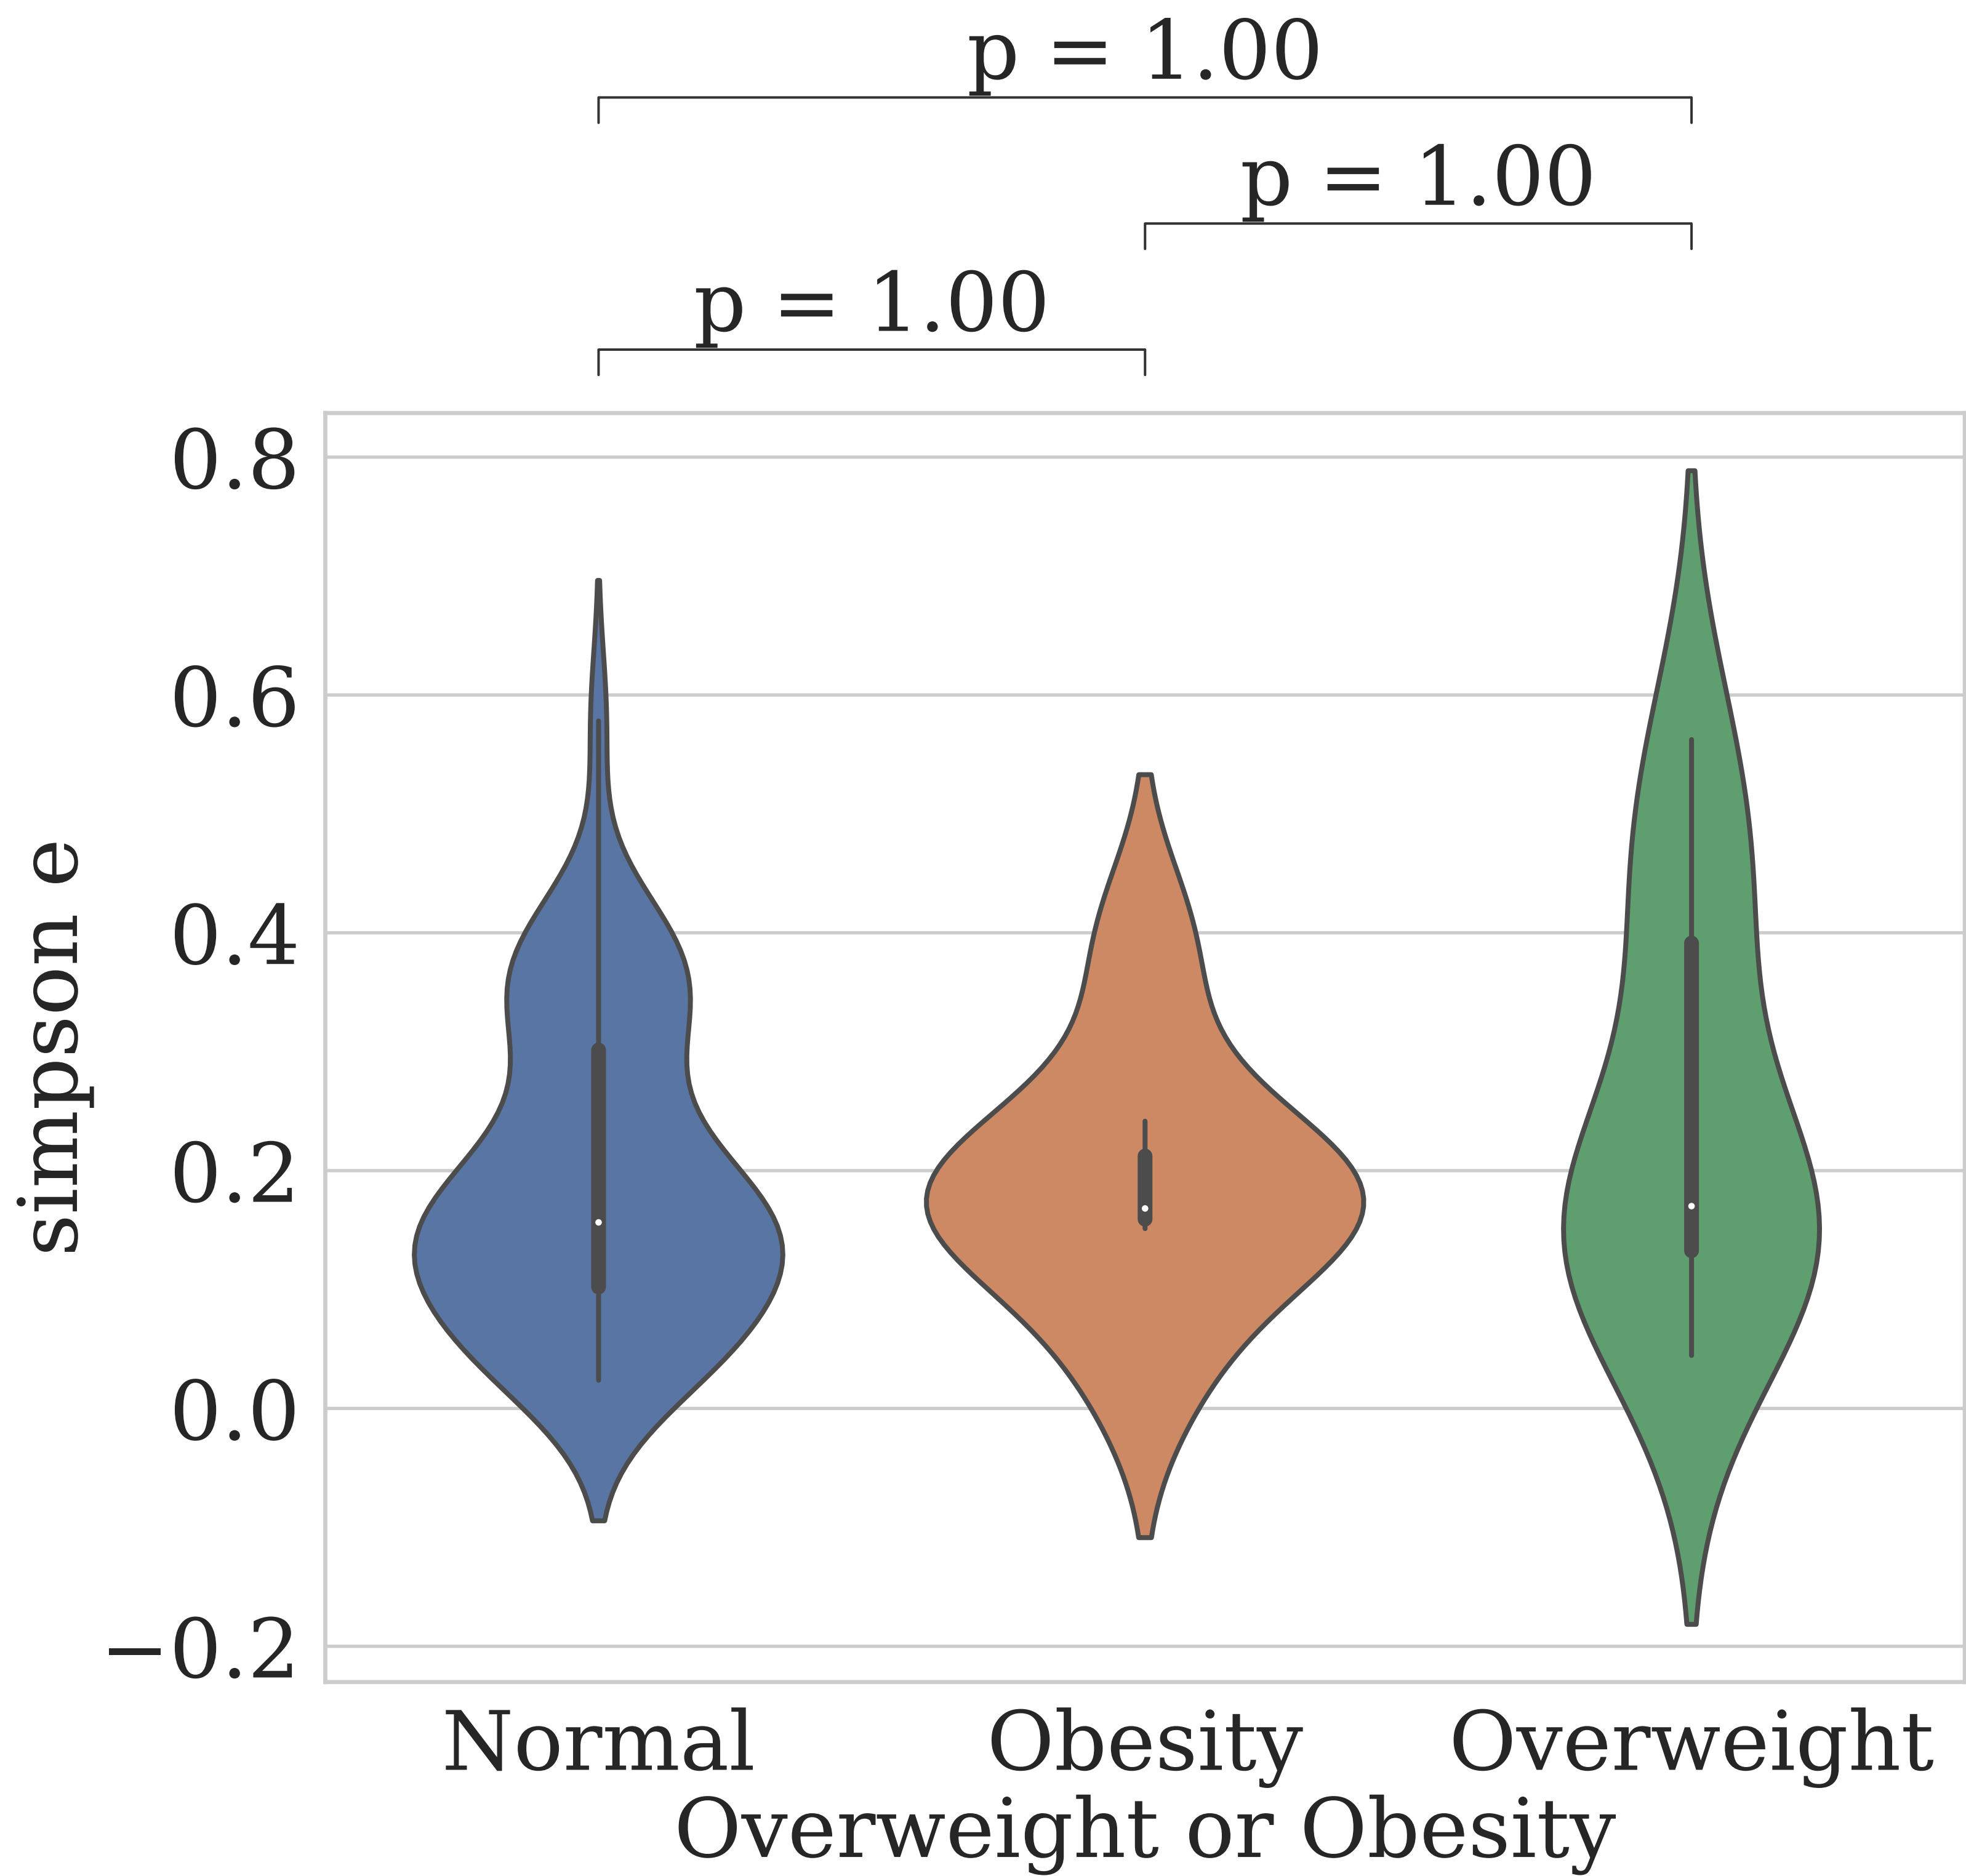 p = 1.00
p = 1.00
p = 1.00
0.8
0.6
0.4
0.2
0.0
−0.2
simpson e
Normal Obesity Overweight
Overweight or Obesity